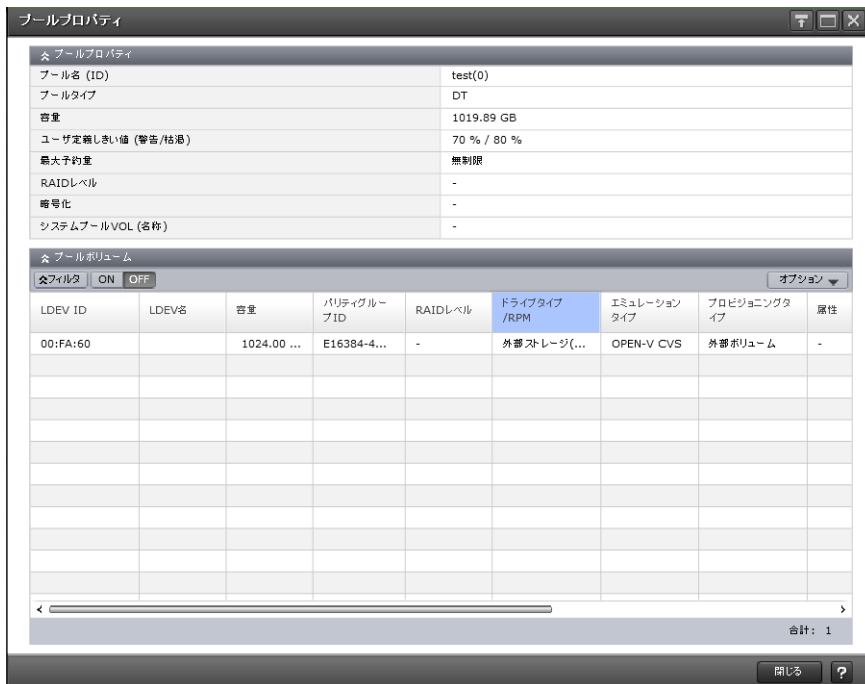 プールプロパティ
プールプロパティ
プール名 (ID) test(0)
プールタイプ DT
容量 1019.89 GB
ユーザ定義しきい値 (警告/枯渇) 70 % / 80 %
最大予約量 無制限
RAIDレベル -
暗号化 -
システムプールVOL (名称) -
プールボリューム
フィルタ ON OFF オプション
LDEV ID LDEV名 容量 パリティグループID RAIDレベル ドライブタイプ/RPM エミュレーションタイプ プロビジョニングタイプ 属性
00:FA:60 1024.00 ... E16384-4... - 外部ストレージ(... OPEN-V CVS 外部ボリューム -
合計: 1
閉じる ?